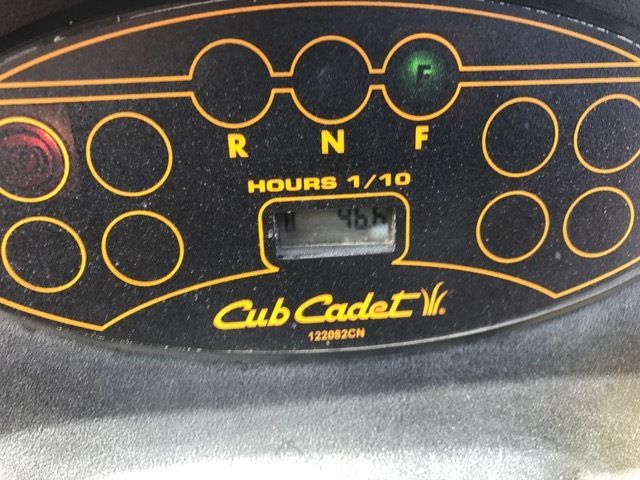 F
R N F
HOURS 1/10
Cub Cadet
122082CN